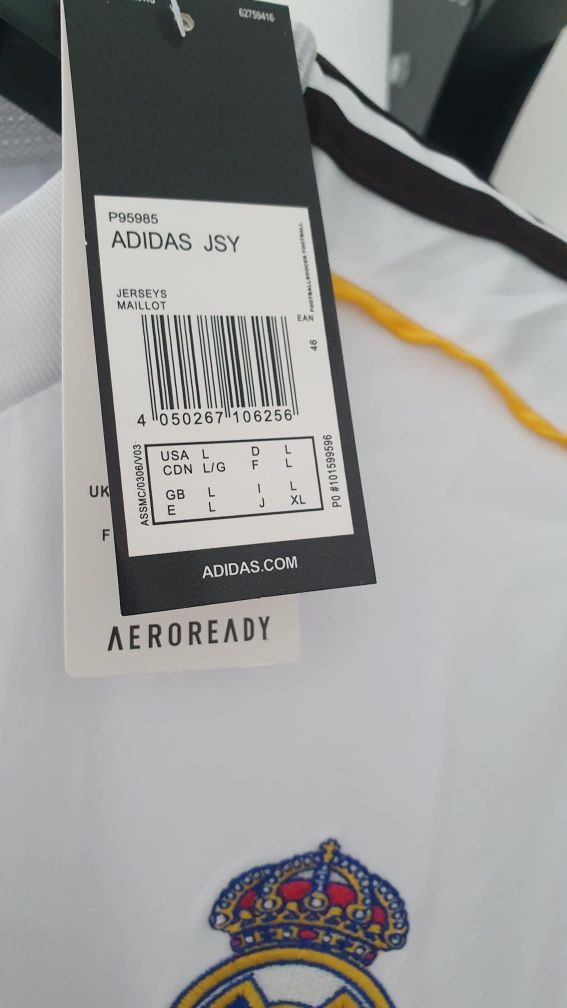 62759416
P95985
ADIDAS JSY
JERSEYS
MAILLOT
FOOTBALL/SOCCER FOOTBALL
EAN
46
4 050267 106256
ASSMC/0306/V03
USA L D L
CDN L/G F L
GB L I L
E L J XL
PO #101599596
UK
F
ADIDAS.COM
AEROREADY